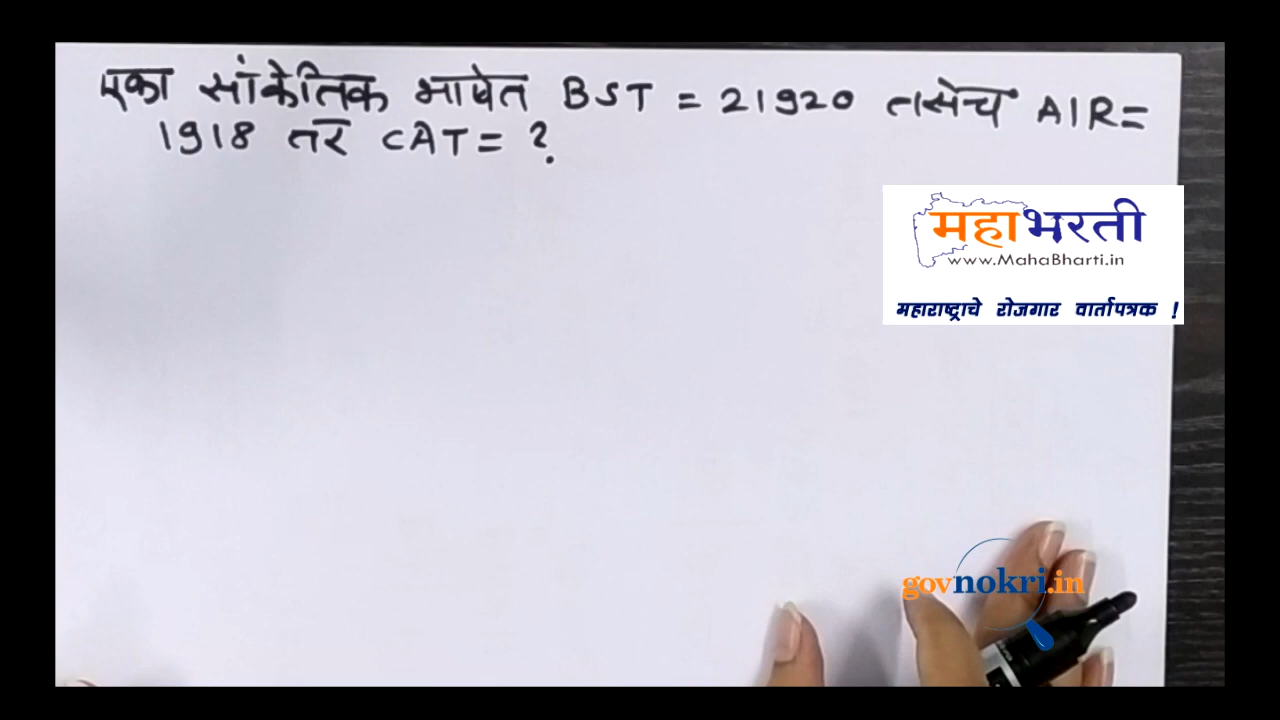 एका सांकेतिक भाषेत BST = 21920 तसेच AIR=
1918 तर CAT= ?
महाभरती
www.MahaBharti.in
महाराष्ट्राचे रोजगार वार्तापत्रक !
govnokri.in